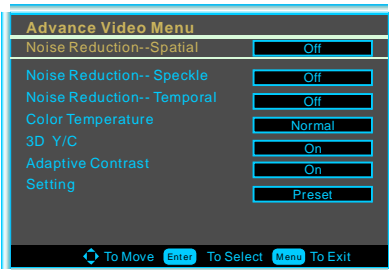 Advance Video Menu
Noise Reduction--Spatial Off
Noise Reduction-- Speckle Off
Noise Reduction-- Temporal Off
Color Temperature Normal
3D Y/C On
Adaptive Contrast On
Setting Preset
To Move Enter To Select Menu To Exit